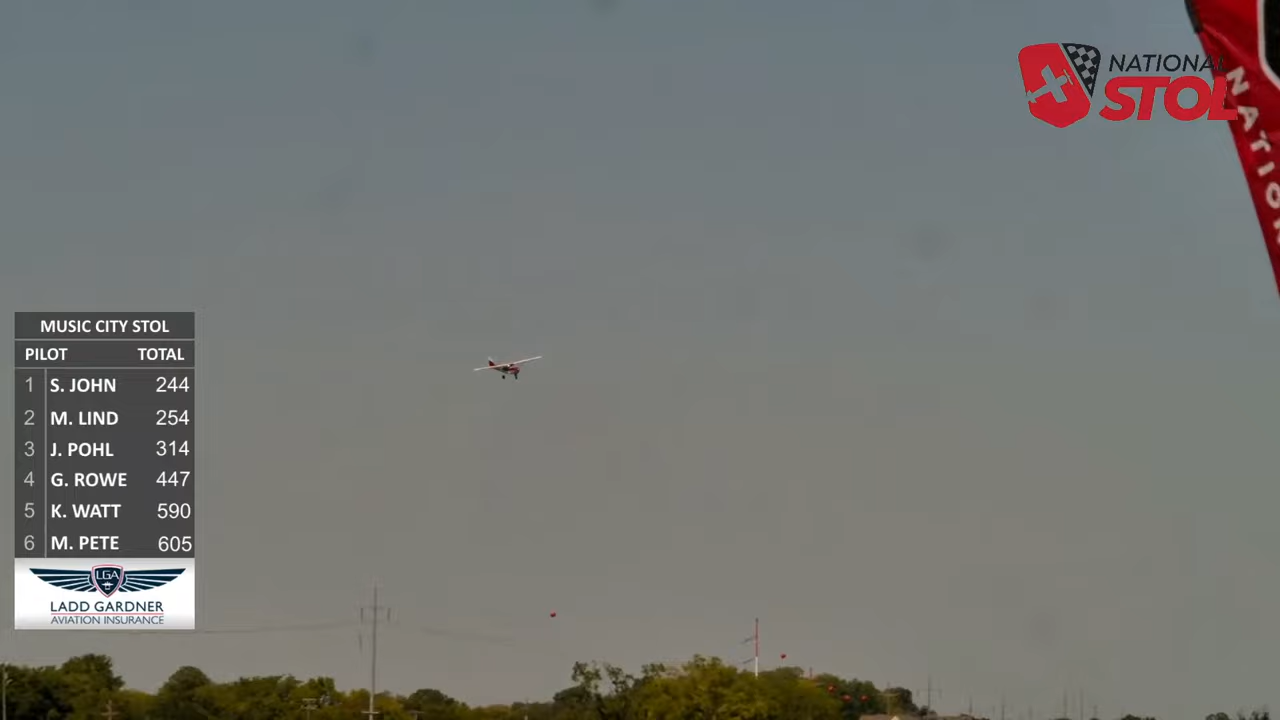 NATIONAL
STOL
NATION
MUSIC CITY STOL
PILOT TOTAL
1 S. JOHN 244
2 M. LIND 254
3 J. POHL 314
4 G. ROWE 447
5 K. WATT 590
6 M. PETE 605
LGA
LADD GARDNER
AVIATION INSURANCE